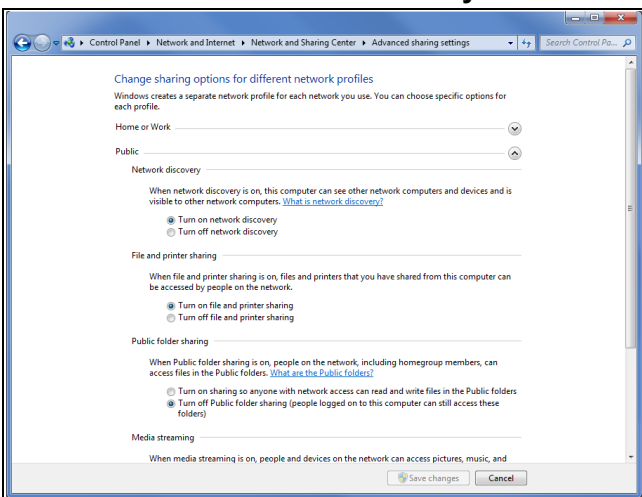 Control Panel ▸ Network and Internet ▸ Network and Sharing Center ▸ Advanced sharing settings
Search Control Pa...
Change sharing options for different network profiles
Windows creates a separate network profile for each network you use. You can choose specific options for
each profile.
Home or Work
Public
Network discovery
When network discovery is on, this computer can see other network computers and devices and is
visible to other network computers. What is network discovery?
Turn on network discovery
Turn off network discovery
File and printer sharing
When file and printer sharing is on, files and printers that you have shared from this computer can
be accessed by people on the network.
Turn on file and printer sharing
Turn off file and printer sharing
Public folder sharing
When Public folder sharing is on, people on the network, including homegroup members, can
access files in the Public folders. What are the Public folders?
Turn on sharing so anyone with network access can read and write files in the Public folders
Turn off Public folder sharing (people logged on to this computer can still access these
folders)
Media streaming
When media streaming is on, people and devices on the network can access pictures, music, and
Save changes
Cancel